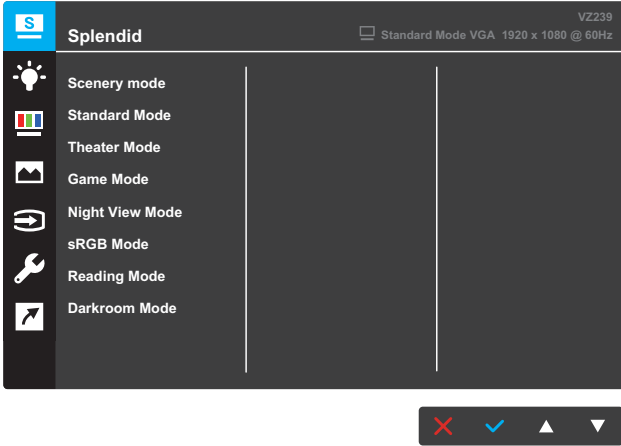 S
VZ239
Splendid
Standard Mode VGA 1920 x 1080 @ 60Hz
Scenery mode
Standard Mode
Theater Mode
Game Mode
Night View Mode
sRGB Mode
Reading Mode
Darkroom Mode